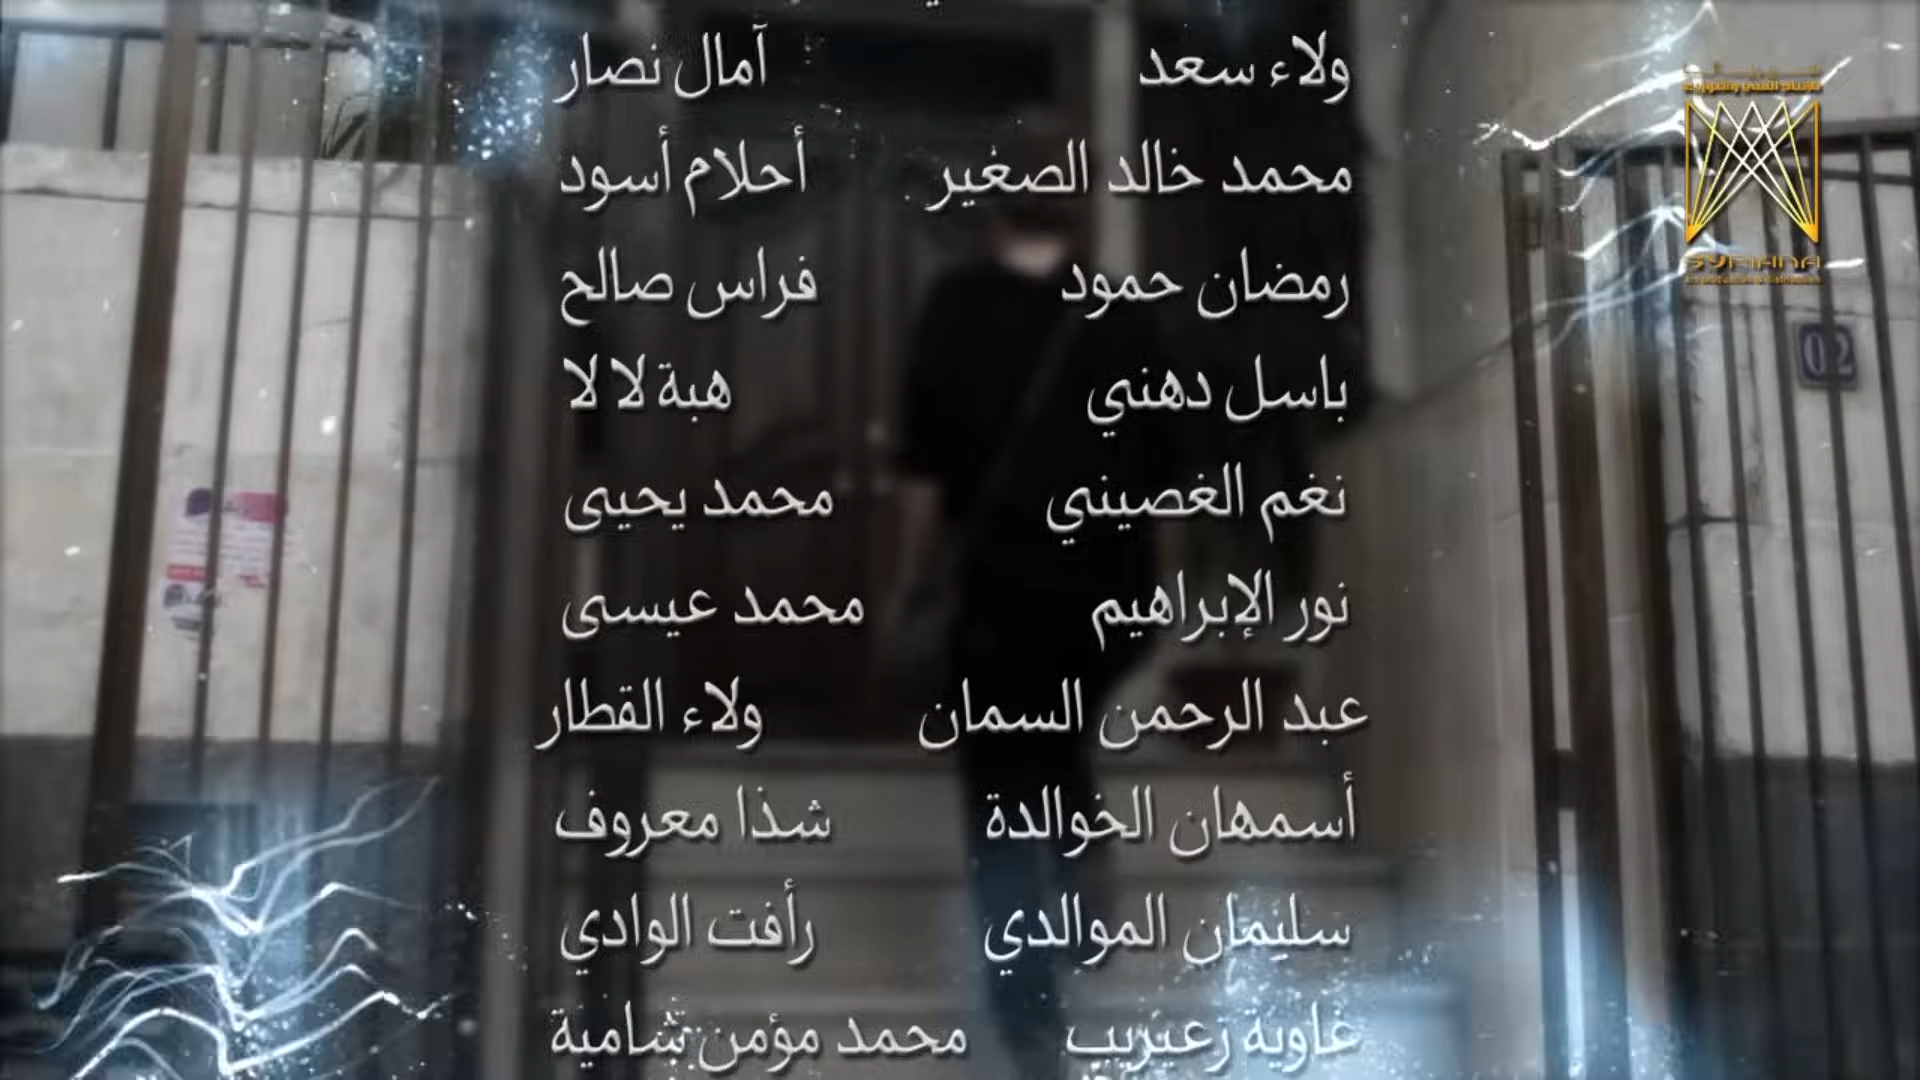 ولاء سعد آمال نصار
محمد خالد الصغير أحلام أسود
رمضان حمود فراس صالح
باسل دهني هبة لا لا
نغم الغصيني محمد يحيى
نور الإبراهيم محمد عيسى
عبد الرحمن السمان ولاء القطار
أسمهان الخوالدة شذا معروف
سليمان الموالدي رأفت الوادي
محمد مؤمن شامية
SYRIANA
02